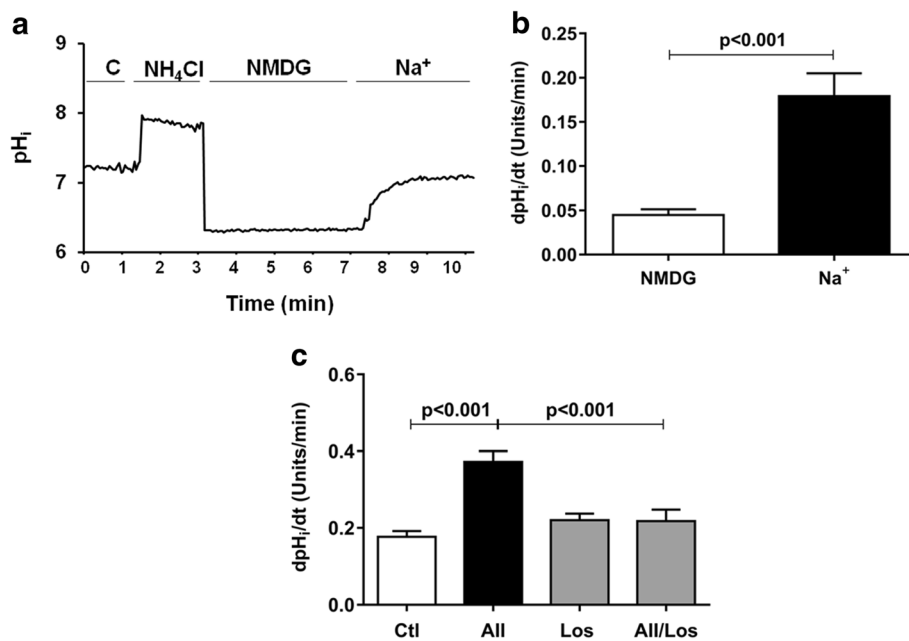 a
9
8
7
6
pHi
C NH4Cl NMDG Na+
0 1 2 3 4 5 6 7 8 9 10
Time (min)
b
0.25
0.20
0.15
0.10
0.05
0.00
dpHi/dt (Units/min)
p<0.001
NMDG Na+
c
0.6
0.4
0.2
0.0
dpHi/dt (Units/min)
p<0.001 p<0.001
Ctl AII Los AII/Los